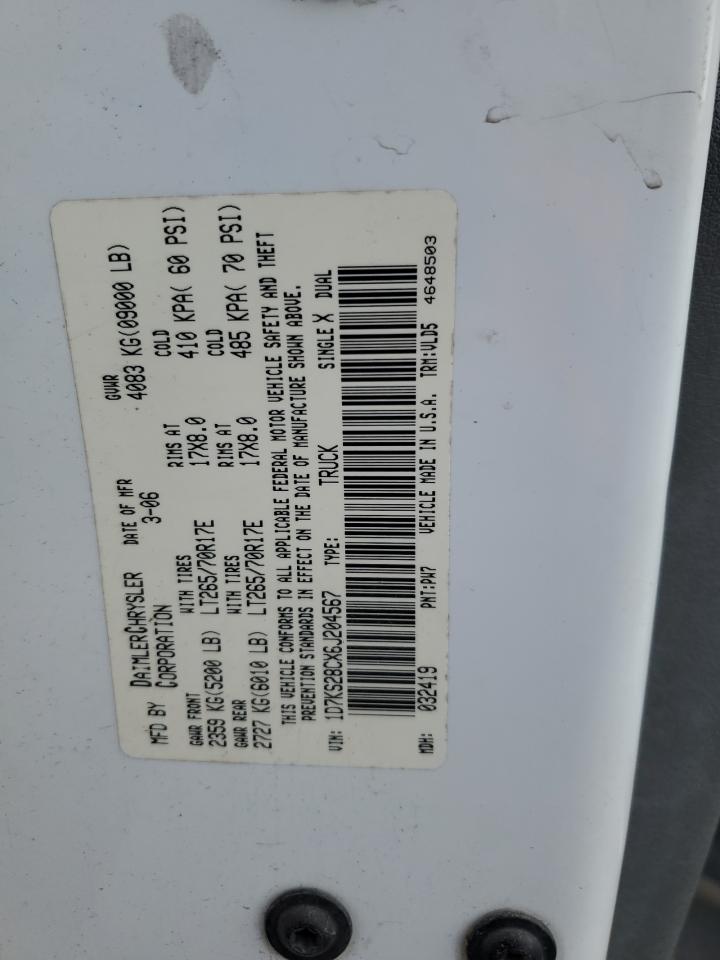 MFD BY DAIMLERCHRYSLER CORPORATION DATE OF MFR 3-06 GVWR 4083 KG(09000 LB)
GAWR FRONT WITH TIRES RIMS AT COLD
2359 KG(5200 LB) LT265/70R17E 17X8.0 410 KPA( 60 PSI)
GAWR REAR WITH TIRES RIMS AT COLD
2727 KG(6010 LB) LT265/70R17E 17X8.0 485 KPA( 70 PSI)
THIS VEHICLE CONFORMS TO ALL APPLICABLE FEDERAL MOTOR VEHICLE SAFETY AND THEFT
PREVENTION STANDARDS IN EFFECT ON THE DATE OF MANUFACTURE SHOWN ABOVE.
VIN: 1D7KS28CX6J204567 TYPE: TRUCK SINGLE X DUAL
MDH: 032419 PNT:PW7 VEHICLE MADE IN U.S.A. TRM:VLD5 4648503